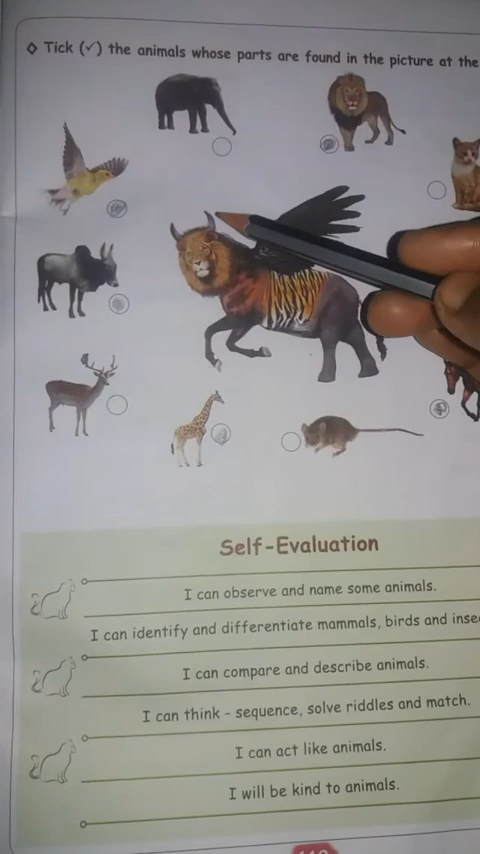 ◇ Tick (✓) the animals whose parts are found in the picture at the
Self-Evaluation
I can observe and name some animals.
I can identify and differentiate mammals, birds and
I can compare and describe animals.
I can think - sequence, solve riddles and match.
I can act like animals.
I will be kind to animals.